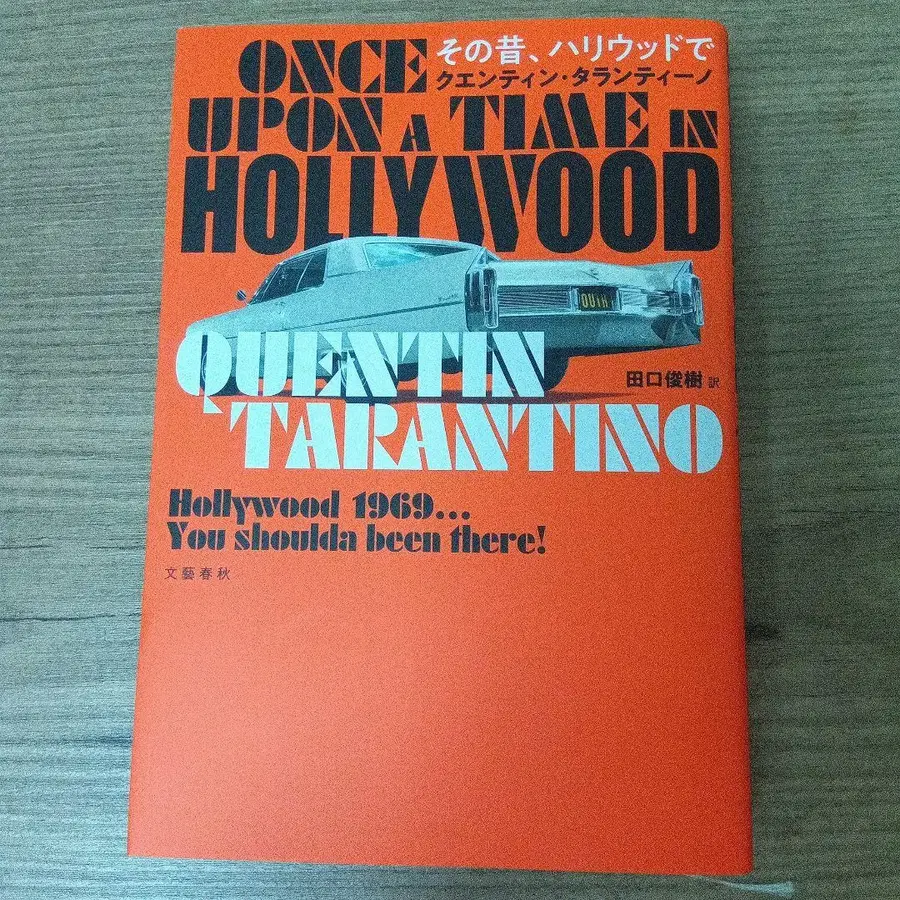 ONCE
その昔、ハリウッドで
クエンティン・タランティーノ
UPON A TIME IN
HOLLYWOOD
QUENTIN
田口俊樹 訳
TARANTINO
Hollywood 1969...
You shoulda been there!
文藝春秋